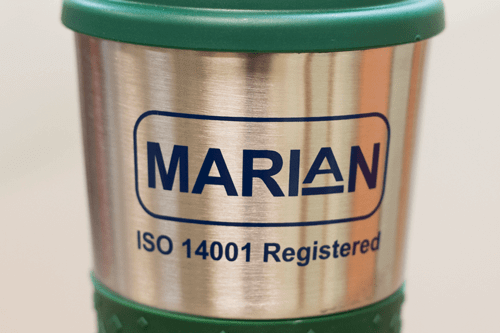 MARIAN
ISO 14001 Registered